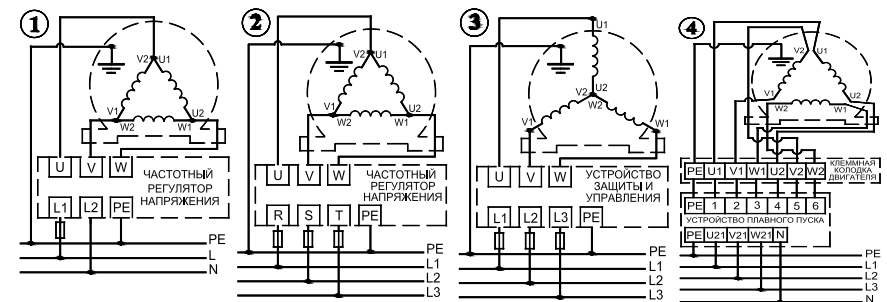 1
V2 U1
V1 U2
W2 W1
U V W
ЧАСТОТНЫЙ
РЕГУЛЯТОР
НАПРЯЖЕНИЯ
L1 L2 PE
PE
L
N
2
V2 U1
V1 U2
W2 W1
U V W
ЧАСТОТНЫЙ
РЕГУЛЯТОР
НАПРЯЖЕНИЯ
R S T PE
PE
L1
L2
L3
3
U1
V2 U2
W2
V1 W1
U V W
УСТРОЙСТВО
ЗАЩИТЫ И
УПРАВЛЕНИЯ
L1 L2 L3 PE
PE
L1
L2
L3
4
V2 U1
V1 U2
W2 W1
PE U1 V1 W1 U2 V2 W2
КЛЕММНАЯ
КОЛОДКА
ДВИГАТЕЛЯ
PE 1 2 3 4 5 6
УСТРОЙСТВО ПЛАВНОГО ПУСКА
PE U21 V21 W21 N
PE
L1
L2
L3
N